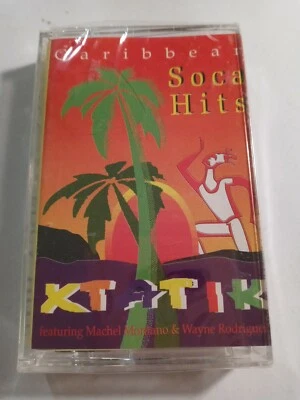 Caribbean
Soca
Hits
XTATIK
featuring Machel Montano & Wayne Rodriguez